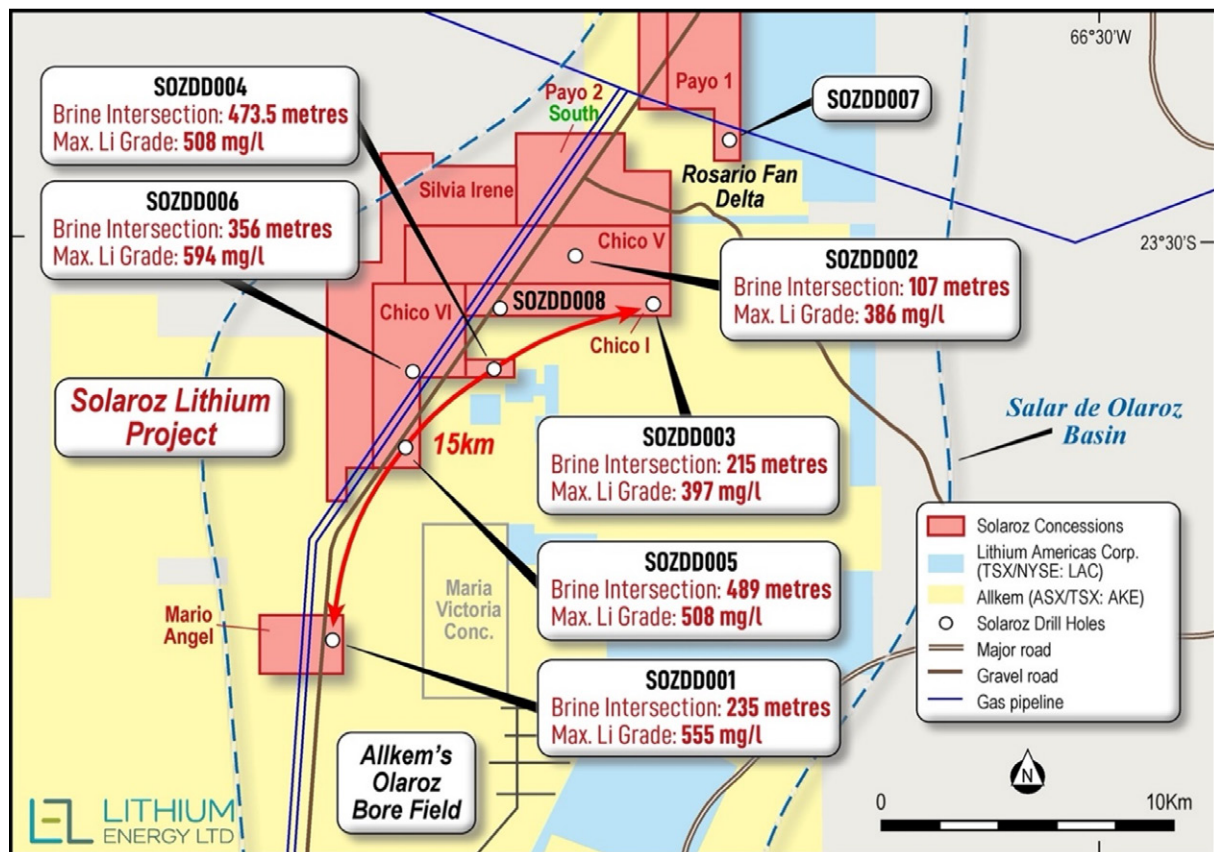 66°30'W
SOZDD004
Brine Intersection: 473.5 metres
Max. Li Grade: 508 mg/l
Payo 1
SOZDD007
Payo 2
South
Rosario Fan
Delta
Silvia Irene
SOZDD006
Brine Intersection: 356 metres
Max. Li Grade: 594 mg/l
Chico V
23°30'S
SOZDD002
Brine Intersection: 107 metres
Max. Li Grade: 386 mg/l
SOZDD008
Chico VI
Chico I
Solaroz Lithium
Project
15km
Salar de Olaroz
Basin
SOZDD003
Brine Intersection: 215 metres
Max. Li Grade: 397 mg/l
SOZDD005
Brine Intersection: 489 metres
Max. Li Grade: 508 mg/l
Maria
Victoria
Conc.
Mario
Angel
SOZDD001
Brine Intersection: 235 metres
Max. Li Grade: 555 mg/l
Allkem's
Olaroz
Bore Field
Solaroz Concessions
Lithium Americas Corp.
(TSX/NYSE: LAC)
Allkem (ASX/TSX: AKE)
Solaroz Drill Holes
Major road
Gravel road
Gas pipeline
N
0 10Km
LITHIUM
ENERGY LTD